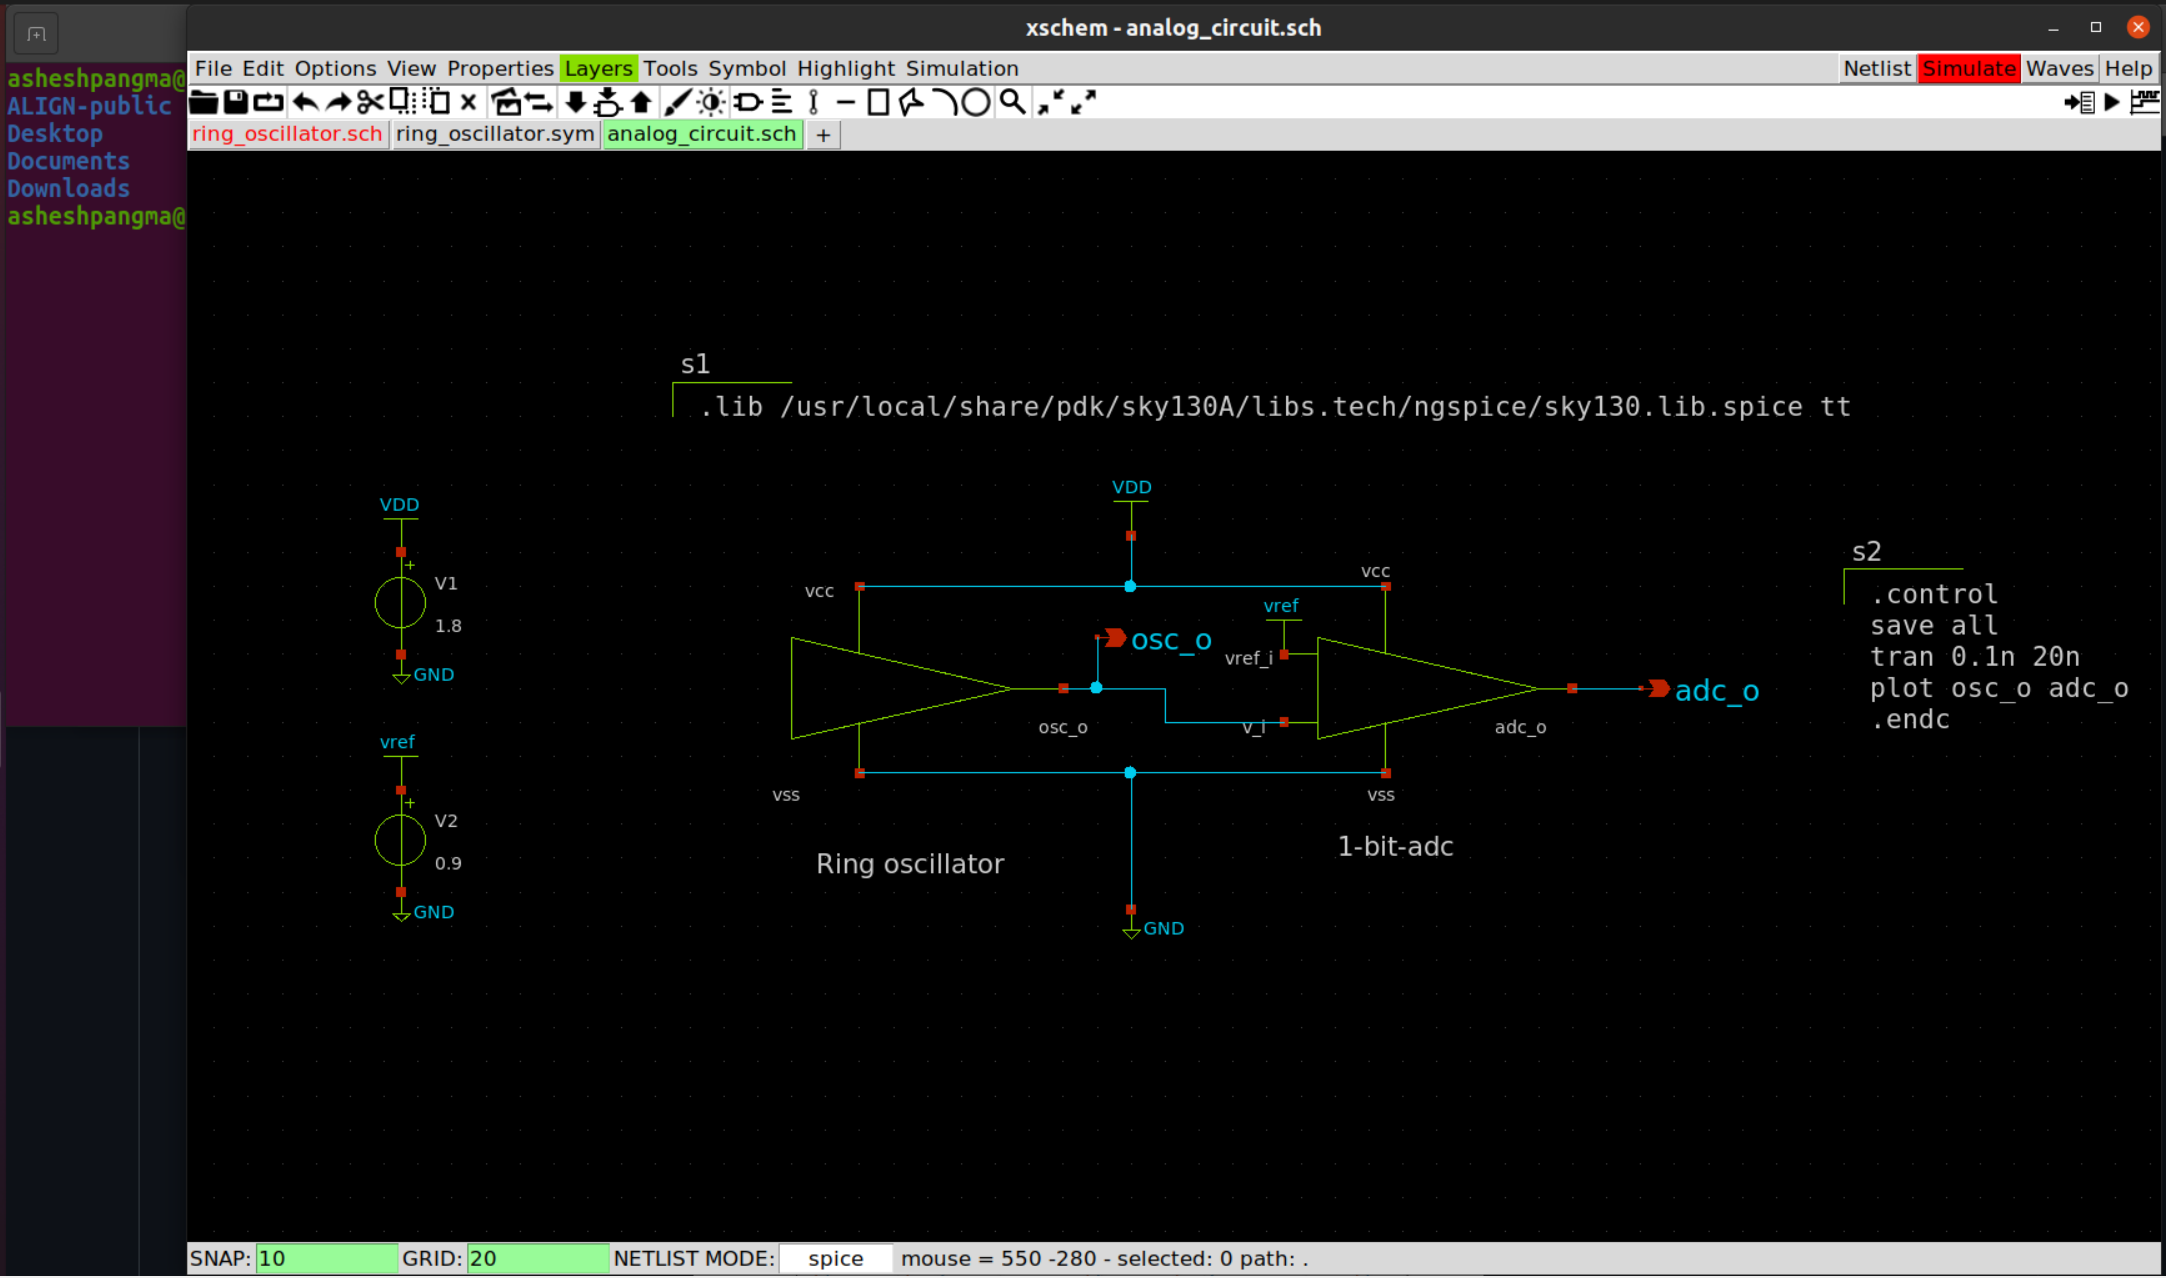 xschem - analog_circuit.sch
asheshpangma@
ALIGN-public
Desktop
Documents
Downloads
asheshpangma@
File Edit Options View Properties Layers Tools Symbol Highlight Simulation Netlist Simulate Waves Help
ring_oscillator.sch ring_oscillator.sym analog_circuit.sch +
s1
.lib /usr/local/share/pdk/sky130A/libs.tech/ngspice/sky130.lib.spice tt
VDD
+
V1
1.8
GND
vref
+
V2
0.9
GND
VDD
vcc
vcc
vref
osc_o
vref_i
osc_o
v_i
adc_o
adc_o
vss
vss
Ring oscillator
1-bit-adc
GND
s2
.control
save all
tran 0.1n 20n
plot osc_o adc_o
.endc
SNAP: 10 GRID: 20 NETLIST MODE: spice mouse = 550 -280 - selected: 0 path: .